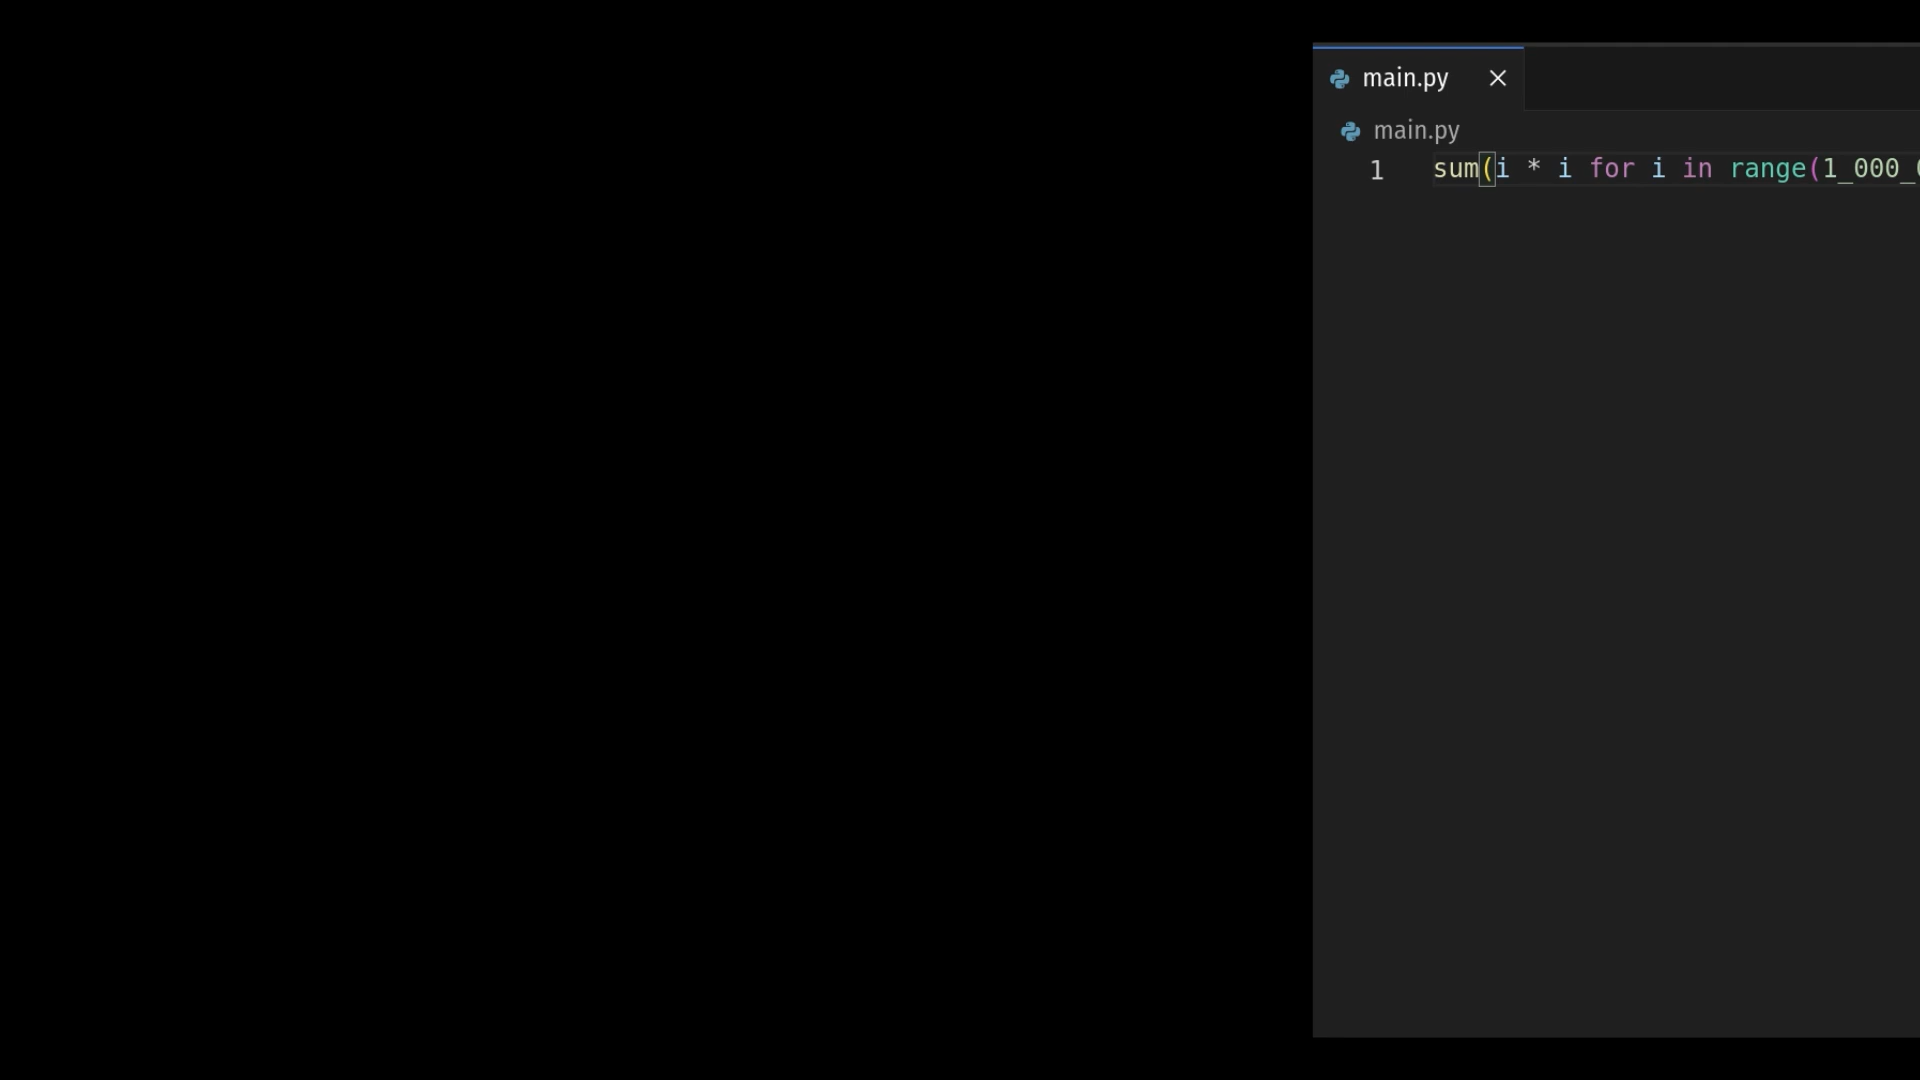 main.py
main.py
1 sum(i * i for i in range(1_000_